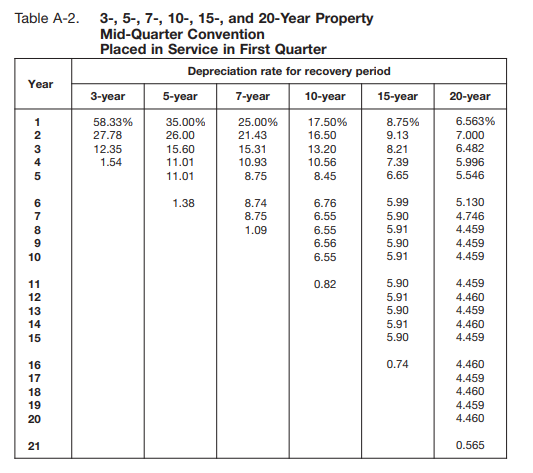 Table A-2. 3-, 5-, 7-, 10-, 15-, and 20-Year Property
Mid-Quarter Convention
Placed in Service in First Quarter
Year
Depreciation rate for recovery period
3-year 5-year 7-year 10-year 15-year 20-year
1 58.33% 35.00% 25.00% 17.50% 8.75% 6.563%
2 27.78 26.00 21.43 16.50 9.13 7.000
3 12.35 15.60 15.31 13.20 8.21 6.482
4 1.54 11.01 10.93 10.56 7.39 5.996
5 11.01 8.75 8.45 6.65 5.546
6 1.38 8.74 6.76 5.99 5.130
7 8.75 6.55 5.90 4.746
8 1.09 6.55 5.91 4.459
9 6.56 5.90 4.459
10 6.55 5.91 4.459
11 0.82 5.90 4.459
12 5.91 4.460
13 5.90 4.459
14 5.91 4.460
15 5.90 4.459
16 0.74 4.460
17 4.459
18 4.460
19 4.459
20 4.460
21 0.565